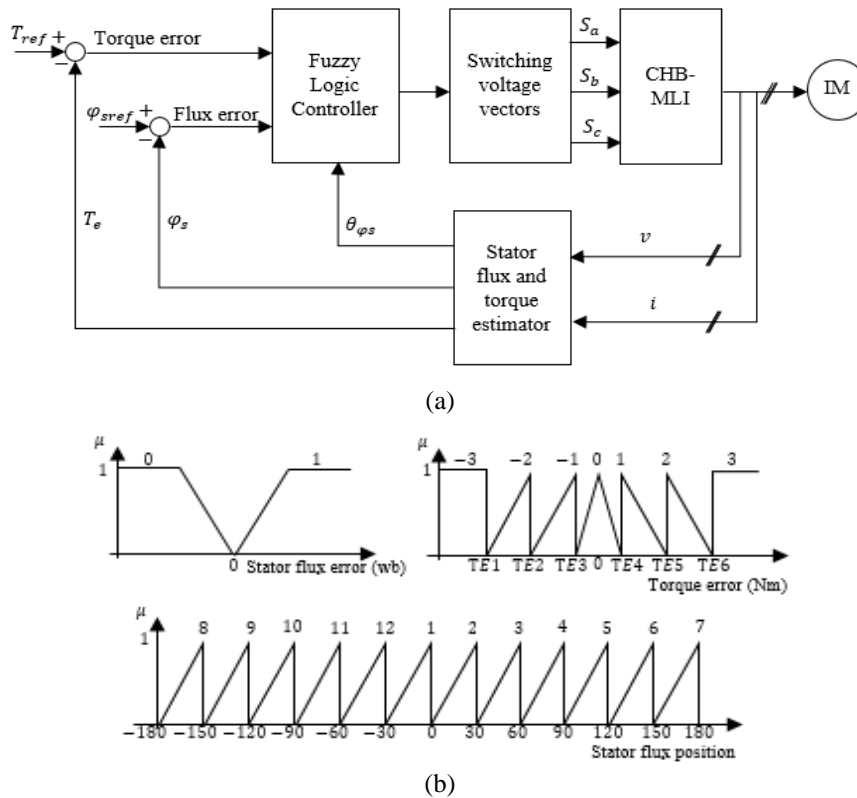 T_ref + Torque error
−
φ_sref + Flux error
−
Fuzzy
Logic
Controller
Switching
voltage
vectors
S_a
S_b
S_c
CHB-
MLI
IM
T_e
φ_s
θ_φs
Stator
flux and
torque
estimator
v
i
(a)
μ
1
0 1
0 Stator flux error (wb)
μ
1
−3 −2 −1 0 1 2 3
TE1 TE2 TE3 0 TE4 TE5 TE6
Torque error (Nm)
μ
1
8 9 10 11 12 1 2 3 4 5 6 7
−180 −150 −120 −90 −60 −30 0 30 60 90 120 150 180
Stator flux position
(b)